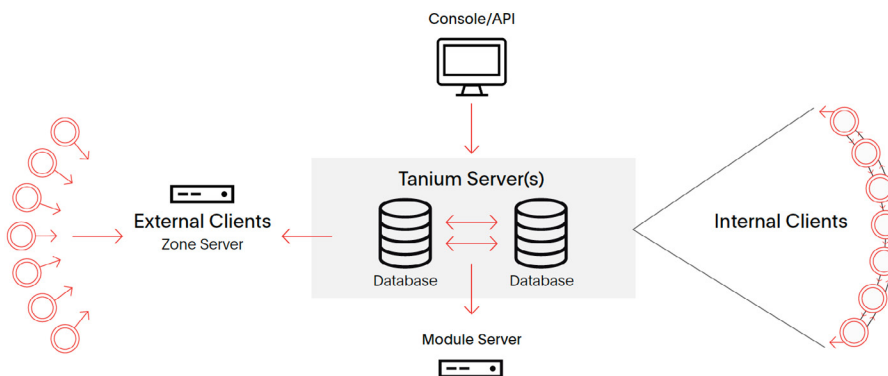 Console/API
Tanium Server(s)
External Clients
Zone Server
Internal Clients
Database
Database
Module Server